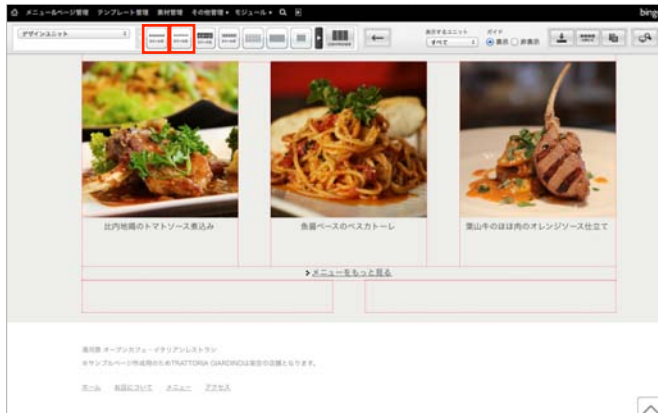 メニュー&ページ管理 テンプレート管理 素材管理 その他管理 モジュール bing
デザインユニット
表示するユニット ガイド
すべて 表示 非表示
比内地鶏のトマトソース煮込み 魚醤ベースのペスカトーレ 葉山牛のほほ肉のオレンジソース仕立て
メニューをもっと見る
湯河原 オープンカフェ・イタリアンレストラン
※サンプルページ作成用のためTRATTORIA GIARDINOは架空の店舗となります。
ホーム お店について メニュー アクセス